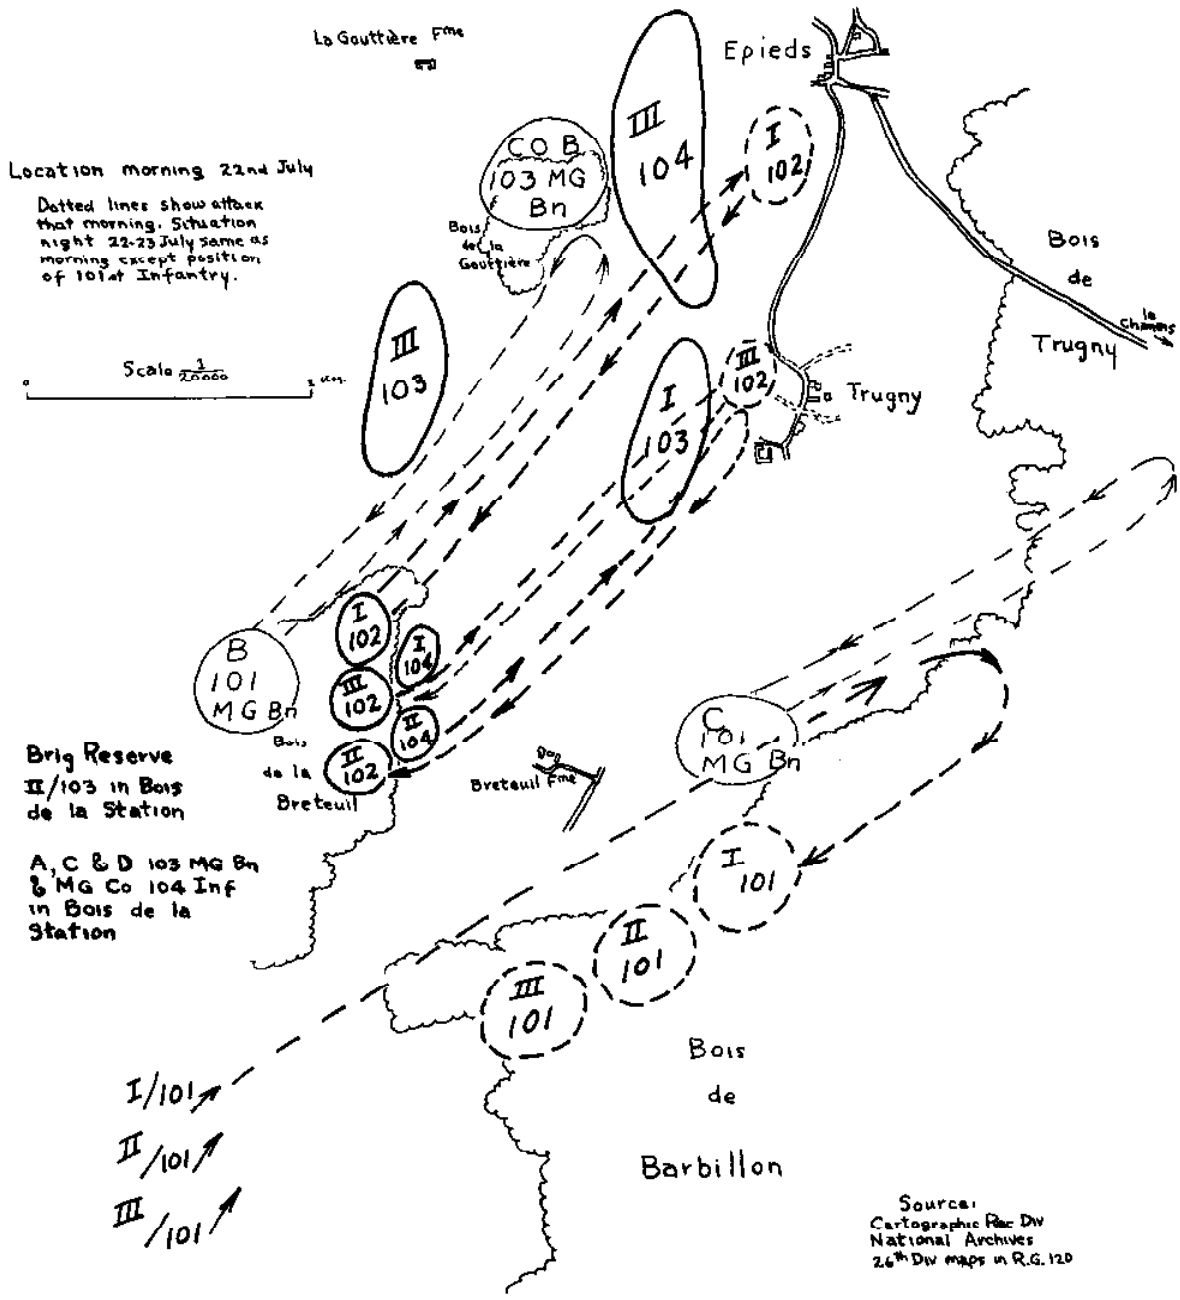 La Gouttière Fme
Epieds
III
104
I
102
CO B
103 MG
Bn
Location morning 22nd July
Dotted lines show attack
that morning. Situation
night 22-23 July same as
morning except position
of 101st Infantry.
Bois
de la
Gouttière
Bois
de
Trugny
la
Scale 1/20000
0
III
103
I
103
III
102
Trugny
B
101
MG Bn
I
102
I
104
III
102
II
104
II
102
Bois
de la
Breteuil
Breteuil Fme
C
101
MG Bn
Brig Reserve
II/103 in Bois
de la Station
A, C & D 103 MG Bn
& MG Co 104 Inf
in Bois de la
Station
I
101
II
101
III
101
I/101
II/101
III/101
Bois
de
Barbillon
Source:
Cartographic Rec Div
National Archives
26th Div maps in R.G. 120